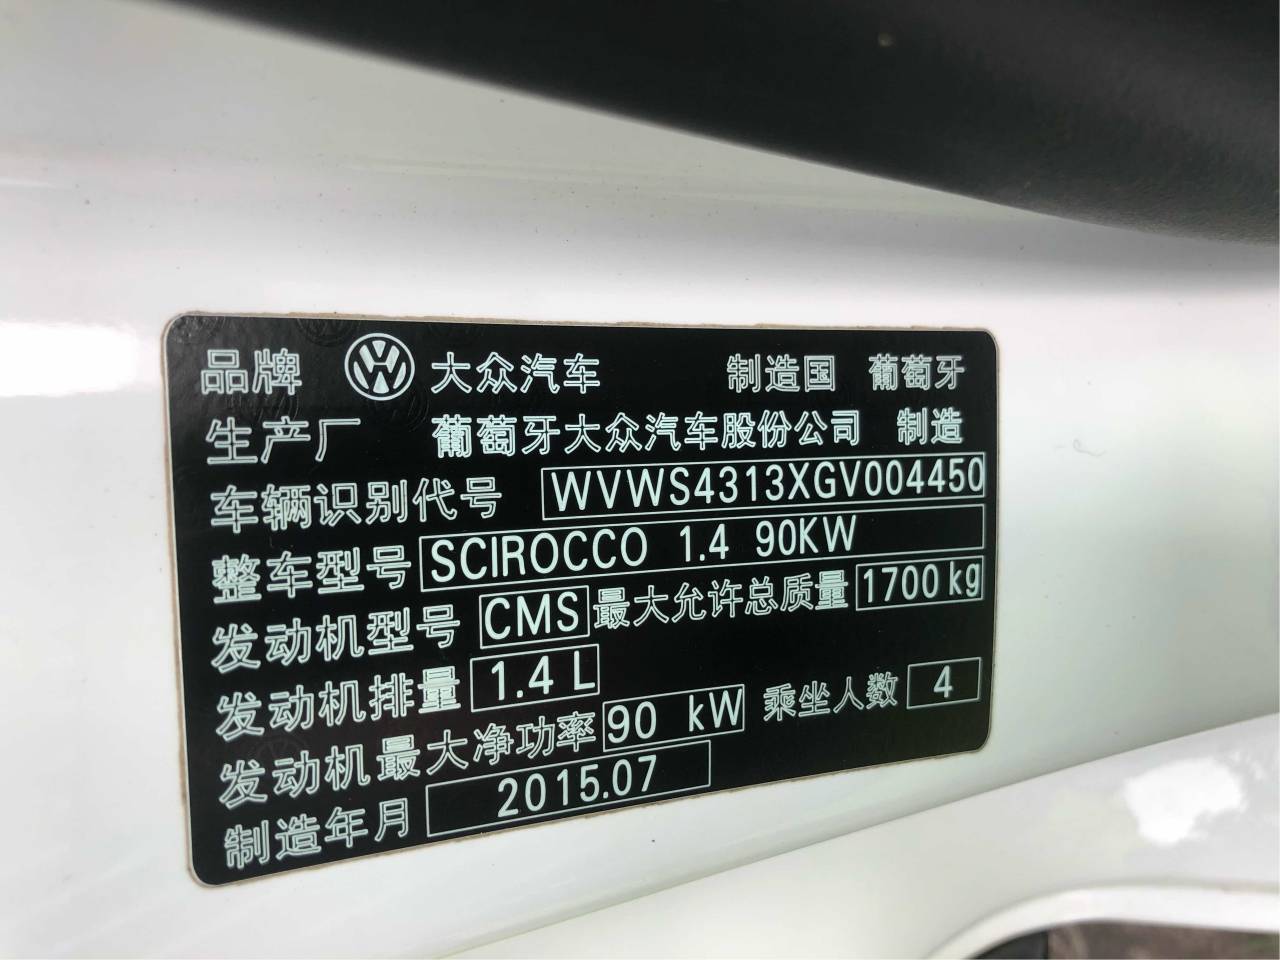 品牌 大众汽车 制造国 葡萄牙
生产厂 葡萄牙大众汽车股份公司 制造
车辆识别代号 WVWS4313XGV004450
整车型号 SCIROCCO 1.4 90KW
发动机型号 CMS 最大允许总质量 1700 kg
发动机排量 1.4 L
发动机最大净功率 90 kW 乘坐人数 4
制造年月 2015.07